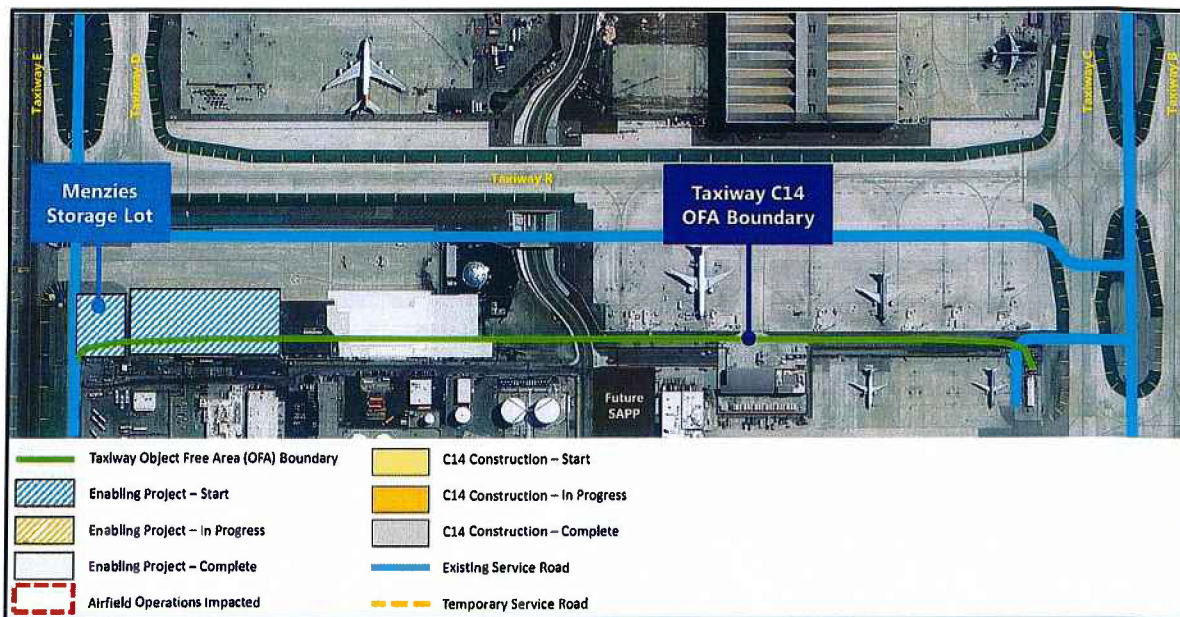 Taxiway E
Taxiway D
Taxiway C
Taxiway B
Taxiway R
Menzies
Storage Lot
Taxiway C14
OFA Boundary
Future
SAPP
Taxiway Object Free Area (OFA) Boundary
Enabling Project – Start
Enabling Project – In Progress
Enabling Project – Complete
Airfield Operations Impacted
C14 Construction – Start
C14 Construction – In Progress
C14 Construction – Complete
Existing Service Road
Temporary Service Road